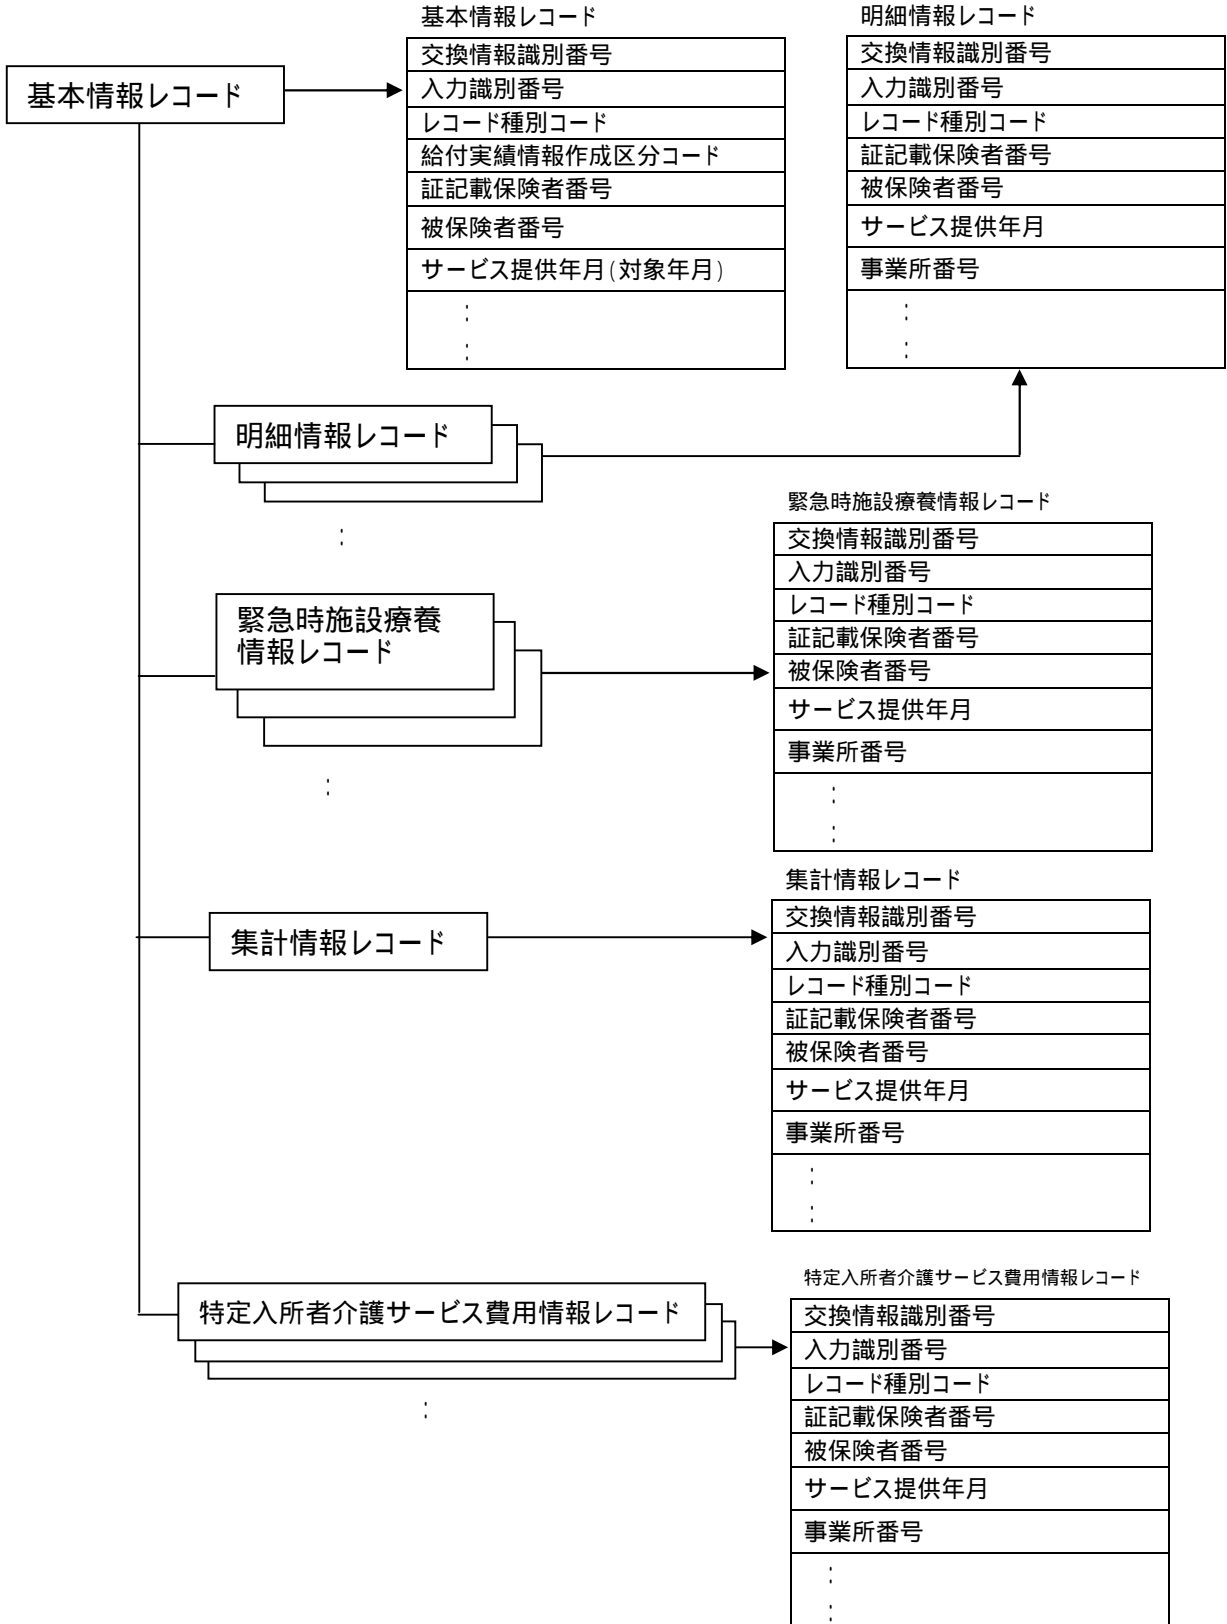 基本情報レコード
基本情報レコード
交換情報識別番号
入力識別番号
レコード種別コード
給付実績情報作成区分コード
証記載保険者番号
被保険者番号
サービス提供年月(対象年月)
:
:
明細情報レコード
交換情報識別番号
入力識別番号
レコード種別コード
証記載保険者番号
被保険者番号
サービス提供年月
事業所番号
:
:
明細情報レコード
:
緊急時施設療養情報レコード
交換情報識別番号
入力識別番号
レコード種別コード
証記載保険者番号
被保険者番号
サービス提供年月
事業所番号
:
:
緊急時施設療養
情報レコード
:
集計情報レコード
集計情報レコード
交換情報識別番号
入力識別番号
レコード種別コード
証記載保険者番号
被保険者番号
サービス提供年月
事業所番号
:
:
特定入所者介護サービス費用情報レコード
:
特定入所者介護サービス費用情報レコード
交換情報識別番号
入力識別番号
レコード種別コード
証記載保険者番号
被保険者番号
サービス提供年月
事業所番号
:
: